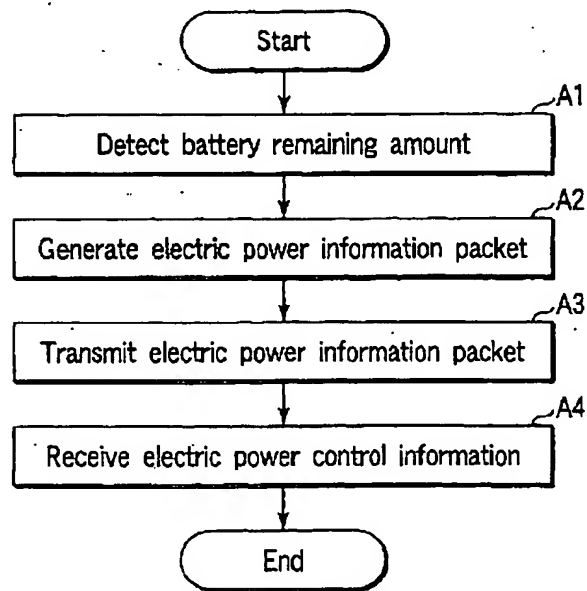 Start
A1
Detect battery remaining amount
A2
Generate electric power information packet
A3
Transmit electric power information packet
A4
Receive electric power control information
End